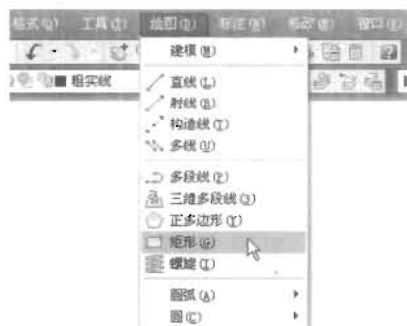 格式(O) 工具(T) 绘图(D) 标注(N) 修改(M) 窗口(W)
粗实线
建模(M)
直线(L)
射线(R)
构造线(T)
多线(U)
多段线(P)
三维多段线(3)
正多边形(Y)
矩形(G)
螺旋(I)
圆弧(A)
圆(C)